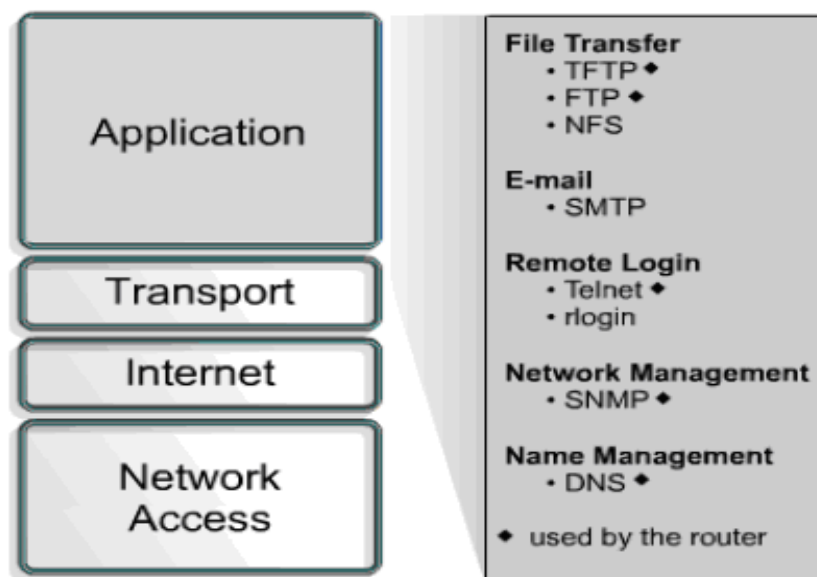 Application
Transport
Internet
Network
Access
File Transfer
• TFTP ◆
• FTP ◆
• NFS
E-mail
• SMTP
Remote Login
• Telnet ◆
• rlogin
Network Management
• SNMP ◆
Name Management
• DNS ◆
◆ used by the router